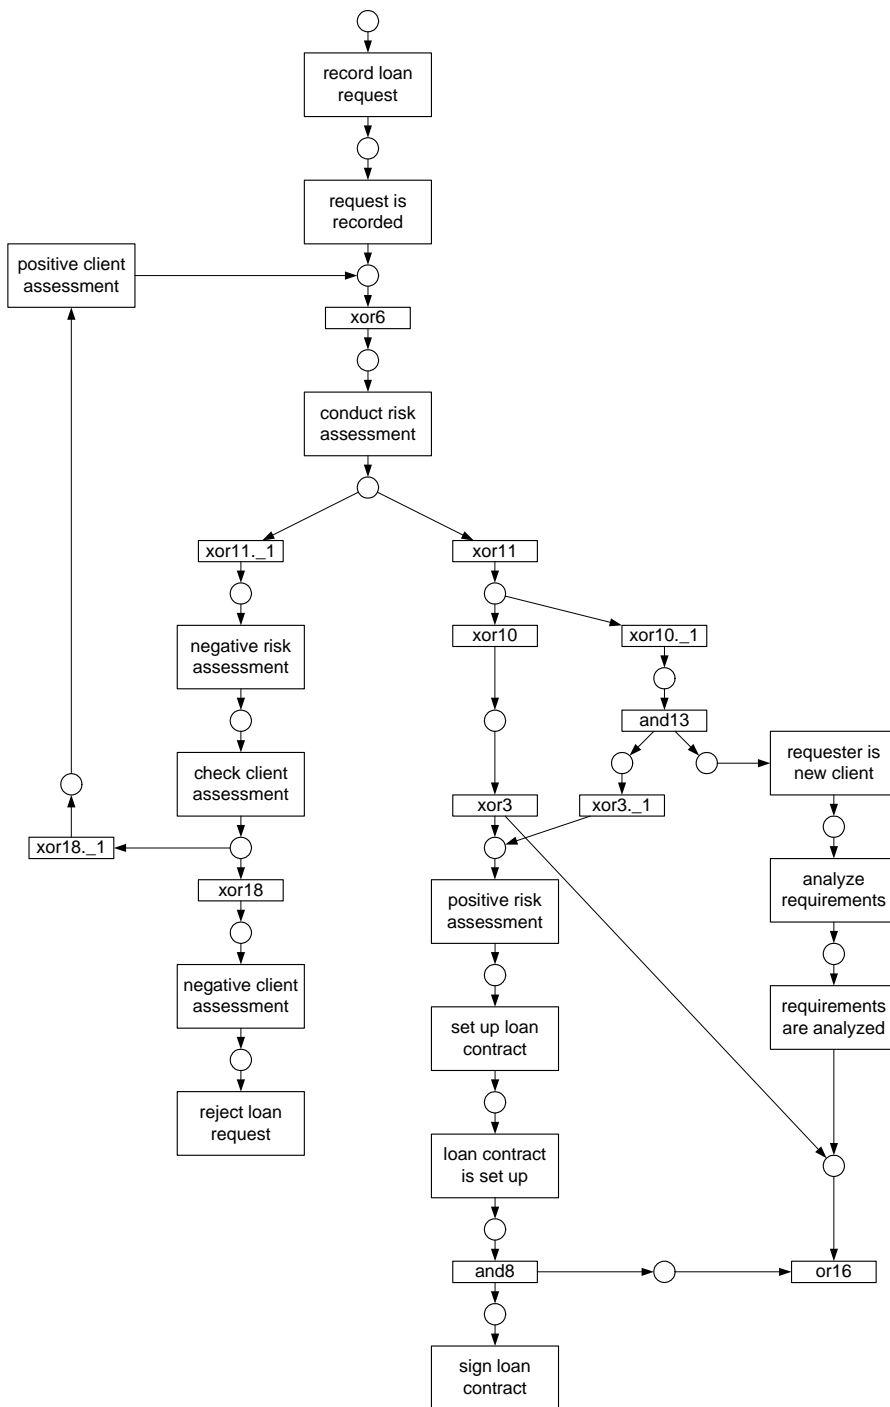 record loan
request
request is
recorded
positive client
assessment
xor6
conduct risk
assessment
xor11._1
xor11
negative risk
assessment
xor10
xor10._1
and13
requester is
new client
check client
assessment
xor3
xor3._1
xor18._1
xor18
positive risk
assessment
analyze
requirements
negative client
assessment
set up loan
contract
requirements
are analyzed
reject loan
request
loan contract
is set up
and8
or16
sign loan
contract